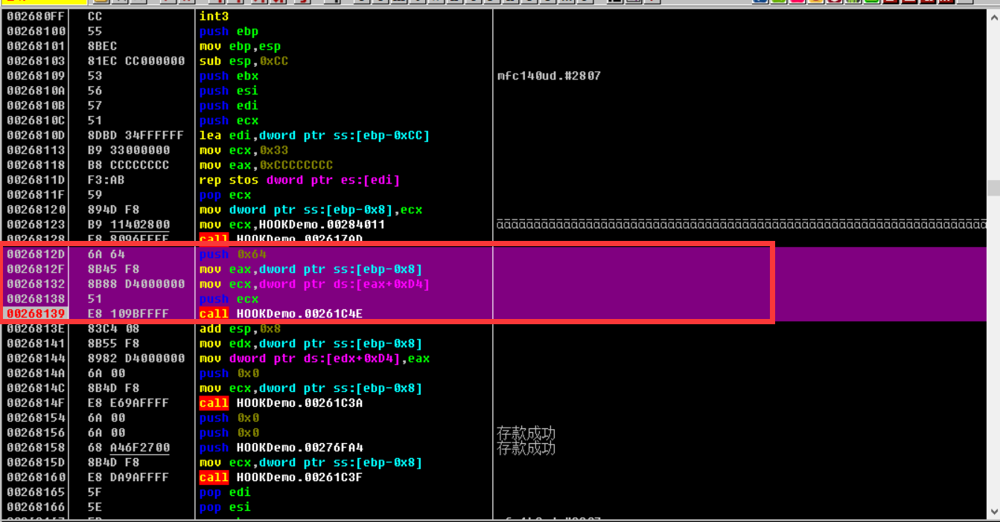 002680FF CC int3
00268100 55 push ebp
00268101 8BEC mov ebp,esp
00268103 81EC CC000000 sub esp,0xCC
00268109 53 push ebx mfc140ud.#2807
0026810A 56 push esi
0026810B 57 push edi
0026810C 51 push ecx
0026810D 8DBD 34FFFFFF lea edi,dword ptr ss:[ebp-0xCC]
00268113 B9 33000000 mov ecx,0x33
00268118 B8 CCCCCCCC mov eax,0xCCCCCCCC
0026811D F3:AB rep stos dword ptr es:[edi]
0026811F 59 pop ecx
00268120 894D F8 mov dword ptr ss:[ebp-0x8],ecx
00268123 B9 11402800 mov ecx,HOOKDemo.00284011
00268128 E8 8096FFFF call HOOKDemo.002617AD
0026812D 6A 64 push 0x64
0026812F 8B45 F8 mov eax,dword ptr ss:[ebp-0x8]
00268132 8B88 D4000000 mov ecx,dword ptr ds:[eax+0xD4]
00268138 51 push ecx
00268139 E8 109BFFFF call HOOKDemo.00261C4E
0026813E 83C4 08 add esp,0x8
00268141 8B55 F8 mov edx,dword ptr ss:[ebp-0x8]
00268144 8982 D4000000 mov dword ptr ds:[edx+0xD4],eax
0026814A 6A 00 push 0x0
0026814C 8B4D F8 mov ecx,dword ptr ss:[ebp-0x8]
0026814F E8 E69AFFFF call HOOKDemo.00261C3A
00268154 6A 00 push 0x0
00268156 6A 00 push 0x0 存款成功
00268158 68 A46F2700 push HOOKDemo.00276FA4 存款成功
0026815D 8B4D F8 mov ecx,dword ptr ss:[ebp-0x8]
00268160 E8 DA9AFFFF call HOOKDemo.00261C3F
00268165 5F pop edi
00268166 5E pop esi